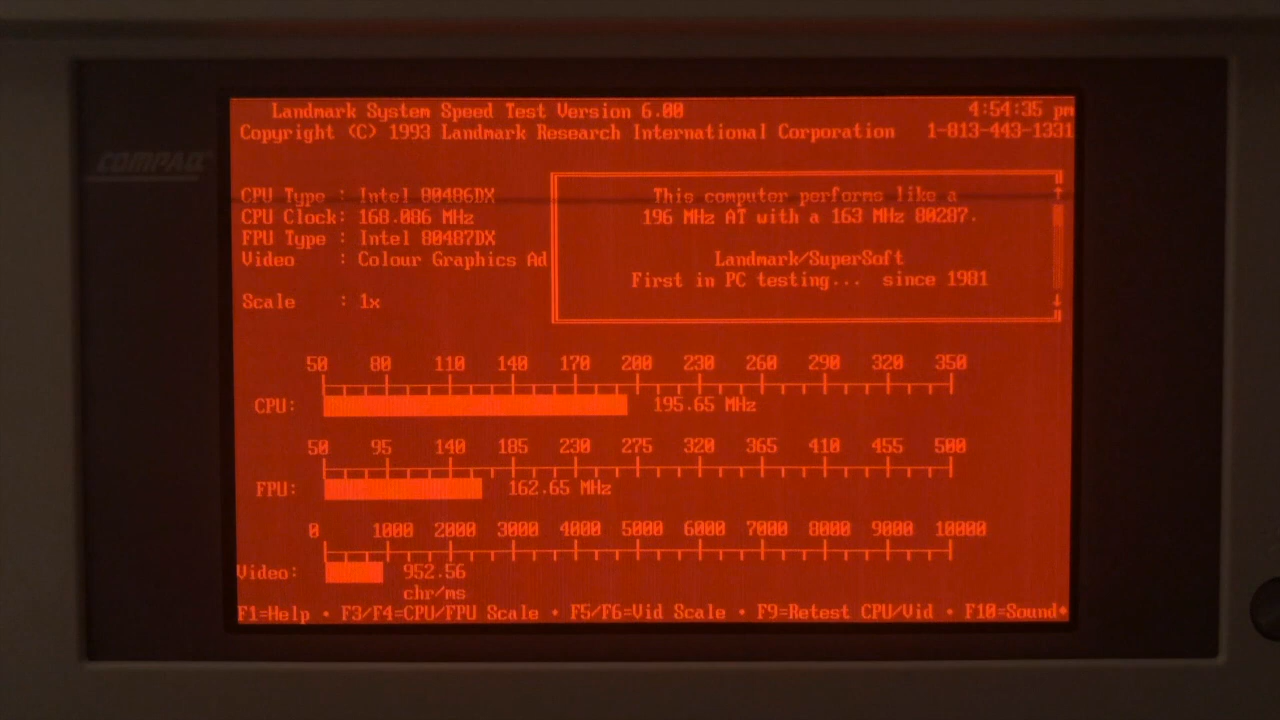 Landmark System Speed Test Version 6.00 4:54:35 pm
Copyright (C) 1993 Landmark Research International Corporation 1-813-443-1331
COMPAQ
CPU Type : Intel 80486DX
CPU Clock: 168.086 MHz
FPU Type : Intel 80487DX
Video : Colour Graphics Ad
Scale : 1x
This computer performs like a
196 MHz AT with a 163 MHz 80287.
Landmark/SuperSoft
First in PC testing... since 1981
50 80 110 140 170 200 230 260 290 320 350
CPU: 195.65 MHz
50 95 140 185 230 275 320 365 410 455 500
FPU: 162.65 MHz
0 1000 2000 3000 4000 5000 6000 7000 8000 9000 10000
Video: 952.56
chr/ms
F1=Help • F3/F4=CPU/FPU Scale • F5/F6=Vid Scale • F9=Retest CPU/Vid • F10=Sound•